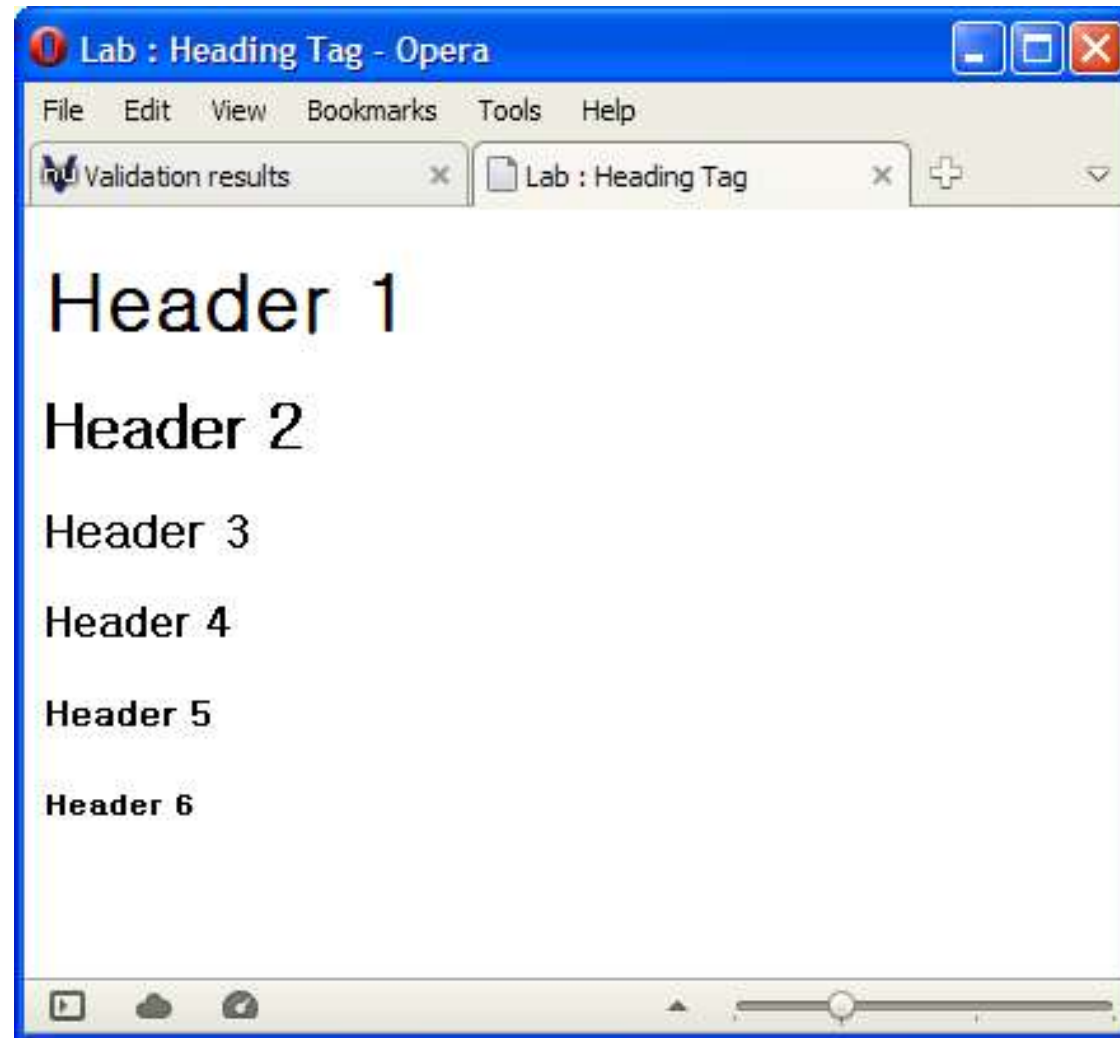 Lab : Heading Tag - Opera
File Edit View Bookmarks Tools Help
nu Validation results Lab : Heading Tag
Header 1
Header 2
Header 3
Header 4
Header 5
Header 6